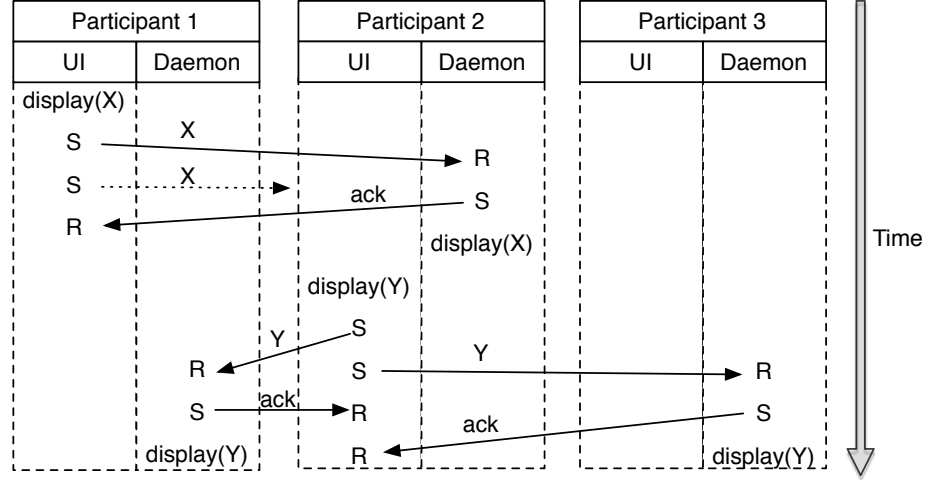 Participant 1 Participant 2 Participant 3
UI Daemon UI Daemon UI Daemon
display(X)
S X R
S X
ack S
R
display(X)
Time
display(Y)
S
Y
R S Y R
S ack R S
ack
display(Y) R display(Y)